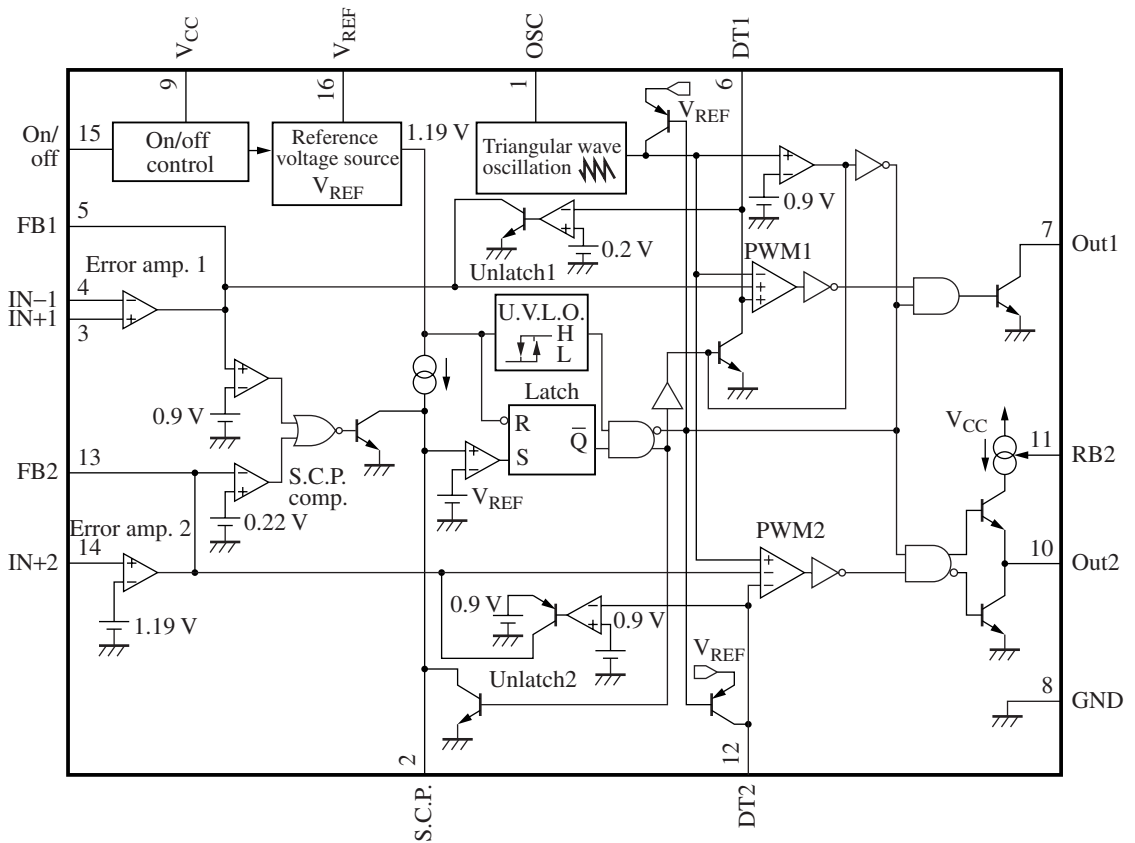 VCC
VREF
OSC
DT1
9
16
1
6
On/
off
15
On/off
control
Reference
voltage source
VREF
1.19 V
Triangular wave
oscillation
VREF
0.9 V
FB1
5
Error amp. 1
IN−1
4
IN+1
3
Unlatch1
0.2 V
PWM1
7
Out1
U.V.L.O.
H
L
Latch
R
S
Q̅
VREF
0.9 V
S.C.P.
comp.
0.22 V
FB2
13
Error amp. 2
IN+2
14
1.19 V
VCC
11
RB2
PWM2
10
Out2
0.9 V
0.9 V
Unlatch2
VREF
8
GND
2
12
S.C.P.
DT2